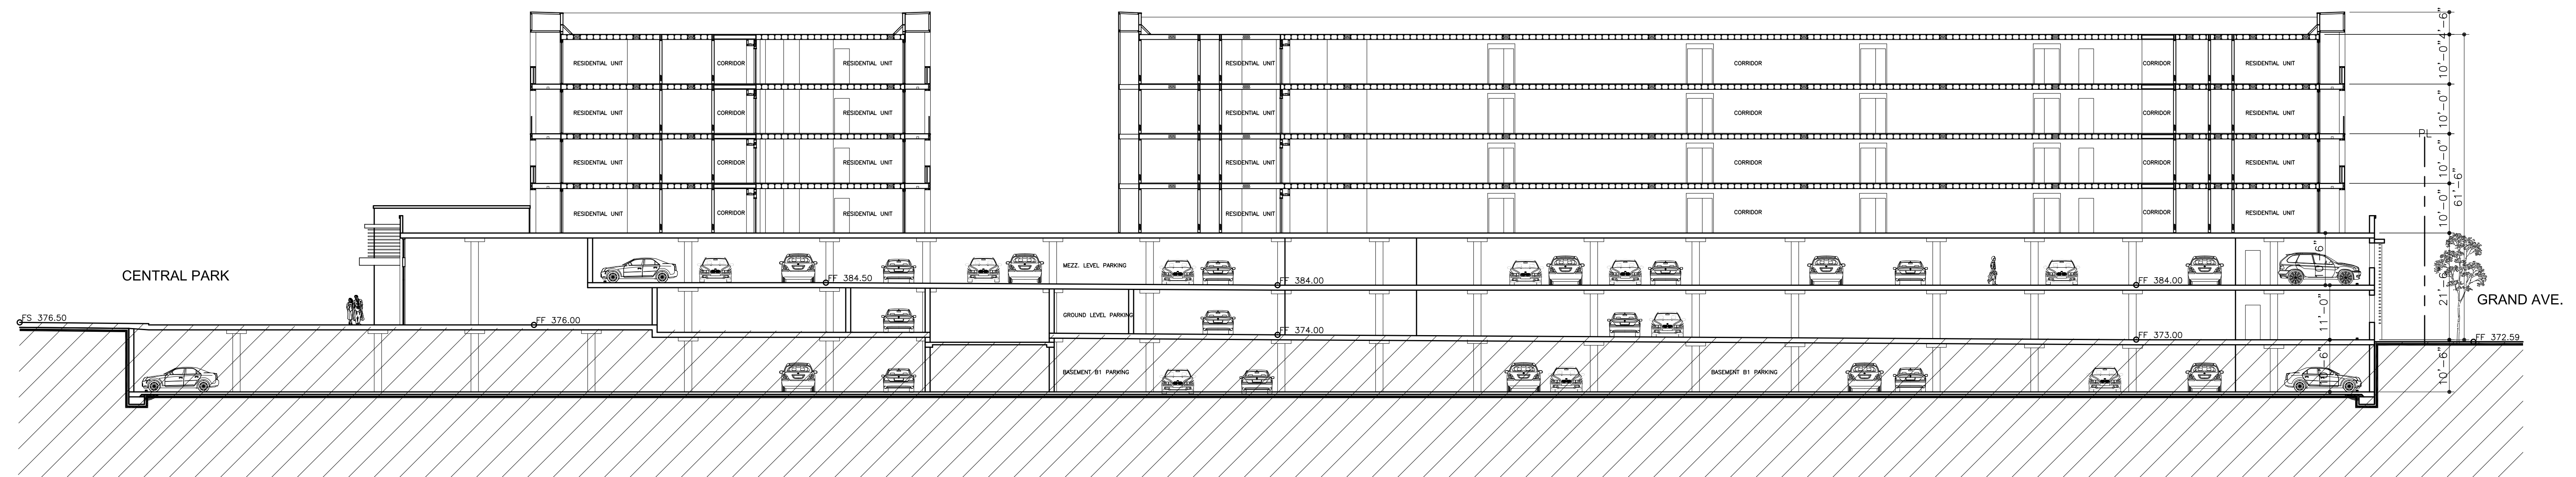 4'-6"
RESIDENTIAL UNIT CORRIDOR RESIDENTIAL UNIT RESIDENTIAL UNIT CORRIDOR CORRIDOR RESIDENTIAL UNIT 10'-0"
RESIDENTIAL UNIT CORRIDOR RESIDENTIAL UNIT RESIDENTIAL UNIT CORRIDOR CORRIDOR RESIDENTIAL UNIT 10'-0"
PL
RESIDENTIAL UNIT CORRIDOR RESIDENTIAL UNIT RESIDENTIAL UNIT CORRIDOR CORRIDOR RESIDENTIAL UNIT 10'-0"
61'-6"
RESIDENTIAL UNIT CORRIDOR RESIDENTIAL UNIT RESIDENTIAL UNIT CORRIDOR CORRIDOR RESIDENTIAL UNIT 10'-0"
MEZZ. LEVEL PARKING
CENTRAL PARK
FF 384.50 FF 384.00 FF 384.00
21'-6"
GRAND AVE.
GROUND LEVEL PARKING
FS 376.50 FF 376.00
11'-0"
FF 374.00 FF 373.00 FF 372.59
BASEMENT B1 PARKING BASEMENT B1 PARKING
10'-6"